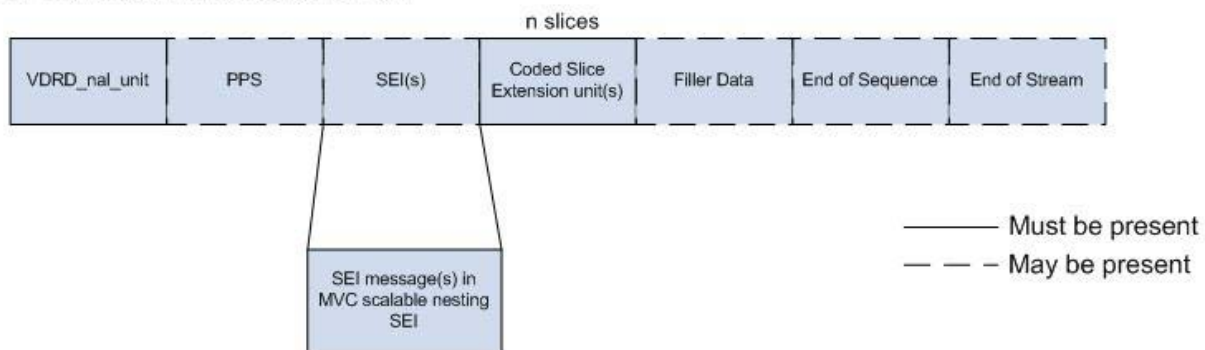 n slices
VDRD_nal_unit
PPS
SEI(s)
Coded Slice
Extension unit(s)
Filler Data
End of Sequence
End of Stream
Must be present
May be present
SEI message(s) in
MVC scalable nesting
SEI